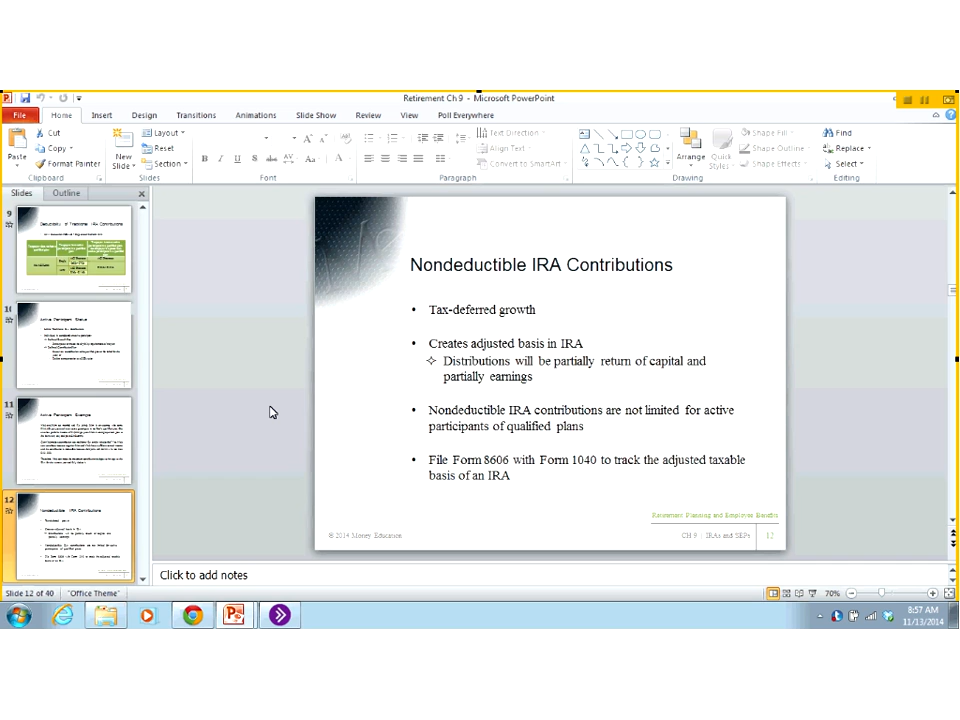 Retirement Ch 9 - Microsoft PowerPoint
File Home Insert Design Transitions Animations Slide Show Review View Poll Everywhere
Paste
Cut
Copy
Format Painter
Clipboard
New
Slide
Layout
Reset
Section
Slides
B I U S abc AV Aa A
Font
Text Direction
Align Text
Convert to SmartArt
Paragraph
Arrange
Quick
Styles
Shape Fill
Shape Outline
Shape Effects
Drawing
Find
Replace
Select
Editing
Slides Outline
9
10
11
12
Nondeductible IRA Contributions
• Tax-deferred growth
• Creates adjusted basis in IRA
Distributions will be partially return of capital and
partially earnings
• Nondeductible IRA contributions are not limited for active
participants of qualified plans
• File Form 8606 with Form 1040 to track the adjusted taxable
basis of an IRA
Retirement Planning and Employee Benefits
© 2014 Money Education
CH 9 | IRAs and SEPs 12
Click to add notes
Slide 12 of 40 "Office Theme" 70%
8:57 AM
11/13/2014